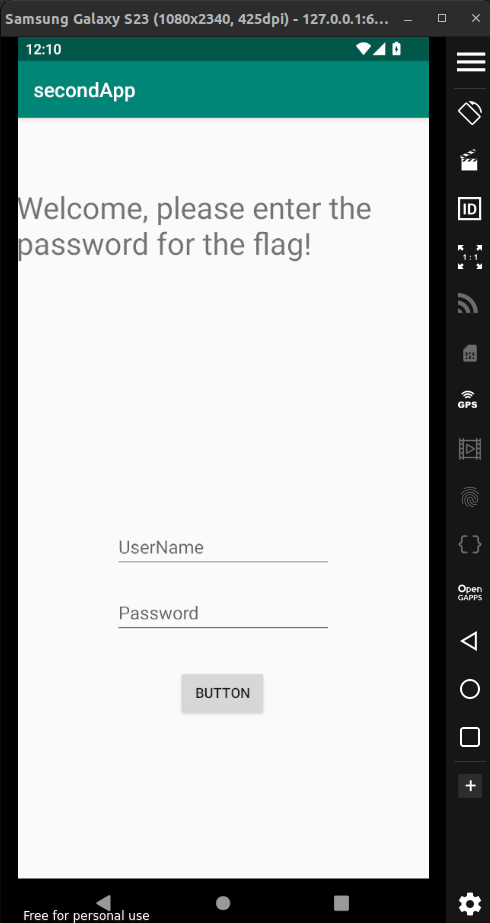 Samsung Galaxy S23 (1080x2340, 425dpi) - 127.0.0.1:6...
12:10
secondApp
ID
1 : 1
GPS
Open
GAPPS
Welcome, please enter the
password for the flag!
UserName
Password
BUTTON
Free for personal use